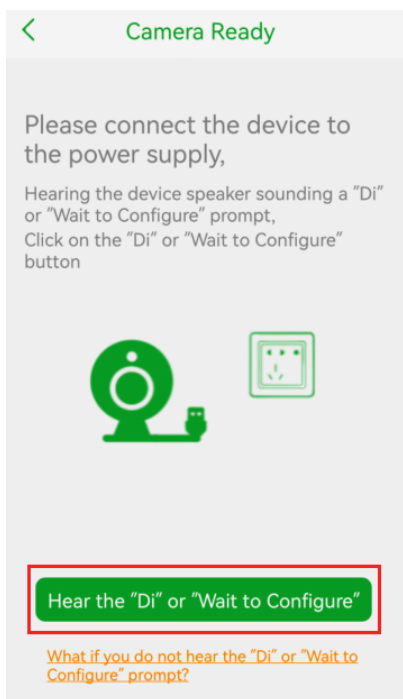 Camera Ready
Please connect the device to
the power supply,
Hearing the device speaker sounding a "Di"
or "Wait to Configure" prompt,
Click on the "Di" or "Wait to Configure"
button
Hear the "Di" or "Wait to Configure"
What if you do not hear the "Di" or "Wait to
Configure" prompt?